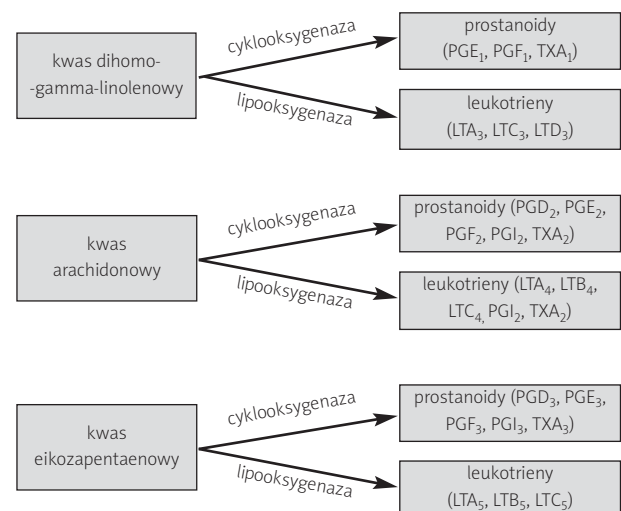 kwas dihomo-
-gamma-linolenowy
cyklooksygenaza
lipooksygenaza
prostanoidy
(PGE₁, PGF₁, TXA₁)
leukotrieny
(LTA₃, LTC₃, LTD₃)
kwas
arachidonowy
cyklooksygenaza
lipooksygenaza
prostanoidy (PGD₂, PGE₂,
PGF₂, PGI₂, TXA₂)
leukotrieny (LTA₄, LTB₄,
LTC₄, PGI₂, TXA₂)
kwas
eikozapentaenowy
cyklooksygenaza
lipooksygenaza
prostanoidy (PGD₃, PGE₃,
PGF₃, PGI₃, TXA₃)
leukotrieny
(LTA₅, LTB₅, LTC₅)